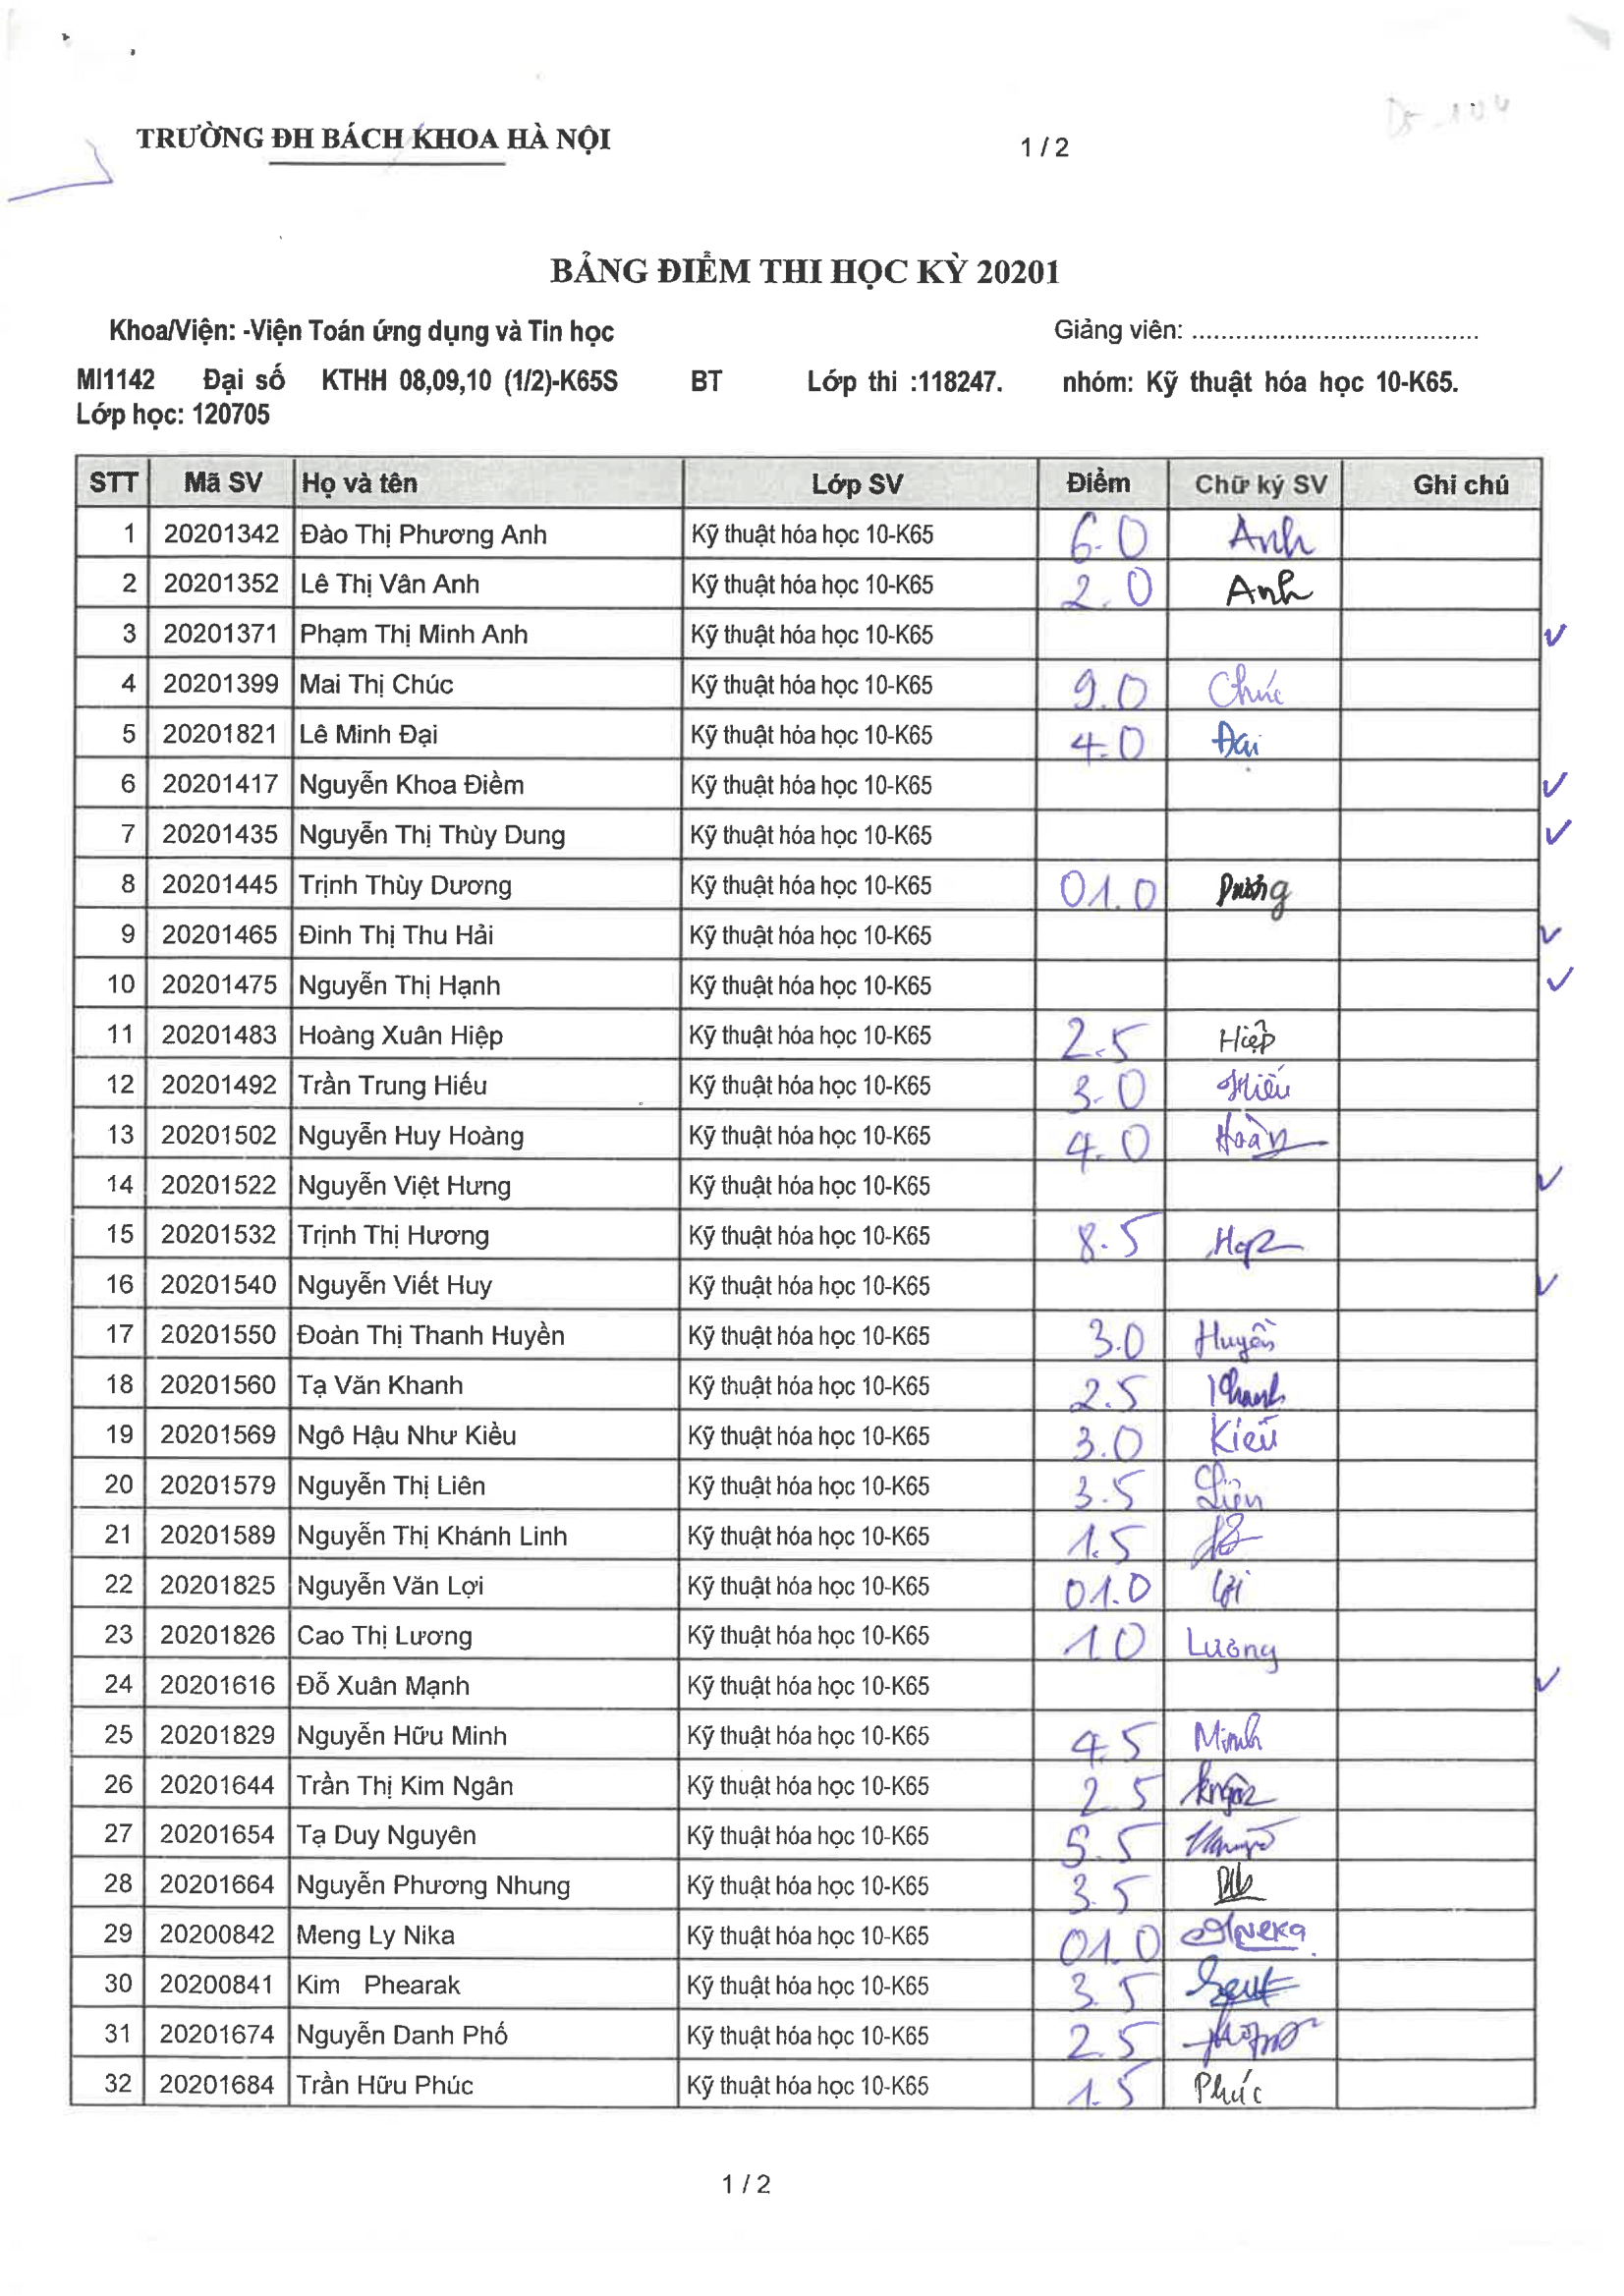 TRƯỜNG ĐH BÁCH KHOA HÀ NỘI
1 / 2
BẢNG ĐIỂM THI HỌC KỲ 20201
Khoa/Viện: -Viện Toán ứng dụng và Tin học Giảng viên: ........................................
MI1142 Đại số KTHH 08,09,10 (1/2)-K65S BT Lớp thi :118247. nhóm: Kỹ thuật hóa học 10-K65.
Lớp học: 120705
STT Mã SV Họ và tên Lớp SV Điểm Chữ ký SV Ghi chú
1 20201342 Đào Thị Phương Anh Kỹ thuật hóa học 10-K65 6.0 Anh
2 20201352 Lê Thị Vân Anh Kỹ thuật hóa học 10-K65 2.0 Anh
3 20201371 Phạm Thị Minh Anh Kỹ thuật hóa học 10-K65
4 20201399 Mai Thị Chúc Kỹ thuật hóa học 10-K65 9.0 Chúc
5 20201821 Lê Minh Đại Kỹ thuật hóa học 10-K65 4.0 Đại
6 20201417 Nguyễn Khoa Điềm Kỹ thuật hóa học 10-K65
7 20201435 Nguyễn Thị Thùy Dung Kỹ thuật hóa học 10-K65
8 20201445 Trịnh Thùy Dương Kỹ thuật hóa học 10-K65 01.0 Dương
9 20201465 Đinh Thị Thu Hải Kỹ thuật hóa học 10-K65
10 20201475 Nguyễn Thị Hạnh Kỹ thuật hóa học 10-K65
11 20201483 Hoàng Xuân Hiệp Kỹ thuật hóa học 10-K65 2.5 Hiệp
12 20201492 Trần Trung Hiếu Kỹ thuật hóa học 10-K65 3.0 Hiếu
13 20201502 Nguyễn Huy Hoàng Kỹ thuật hóa học 10-K65 4.0
14 20201522 Nguyễn Việt Hưng Kỹ thuật hóa học 10-K65
15 20201532 Trịnh Thị Hương Kỹ thuật hóa học 10-K65 8.5
16 20201540 Nguyễn Viết Huy Kỹ thuật hóa học 10-K65
17 20201550 Đoàn Thị Thanh Huyền Kỹ thuật hóa học 10-K65 3.0 Huyền
18 20201560 Tạ Văn Khanh Kỹ thuật hóa học 10-K65 2.5 Khanh
19 20201569 Ngô Hậu Như Kiều Kỹ thuật hóa học 10-K65 3.0 Kiều
20 20201579 Nguyễn Thị Liên Kỹ thuật hóa học 10-K65 3.5 Liên
21 20201589 Nguyễn Thị Khánh Linh Kỹ thuật hóa học 10-K65 1.5
22 20201825 Nguyễn Văn Lợi Kỹ thuật hóa học 10-K65 01.0 Lợi
23 20201826 Cao Thị Lương Kỹ thuật hóa học 10-K65 10 Lương
24 20201616 Đỗ Xuân Mạnh Kỹ thuật hóa học 10-K65
25 20201829 Nguyễn Hữu Minh Kỹ thuật hóa học 10-K65 4.5 Minh
26 20201644 Trần Thị Kim Ngân Kỹ thuật hóa học 10-K65 2.5
27 20201654 Tạ Duy Nguyên Kỹ thuật hóa học 10-K65 5.5
28 20201664 Nguyễn Phương Nhung Kỹ thuật hóa học 10-K65 3.5
29 20200842 Meng Ly Nika Kỹ thuật hóa học 10-K65 01.0
30 20200841 Kim Phearak Kỹ thuật hóa học 10-K65 3.5
31 20201674 Nguyễn Danh Phố Kỹ thuật hóa học 10-K65 2.5
32 20201684 Trần Hữu Phúc Kỹ thuật hóa học 10-K65 1.5 Phúc
1 / 2